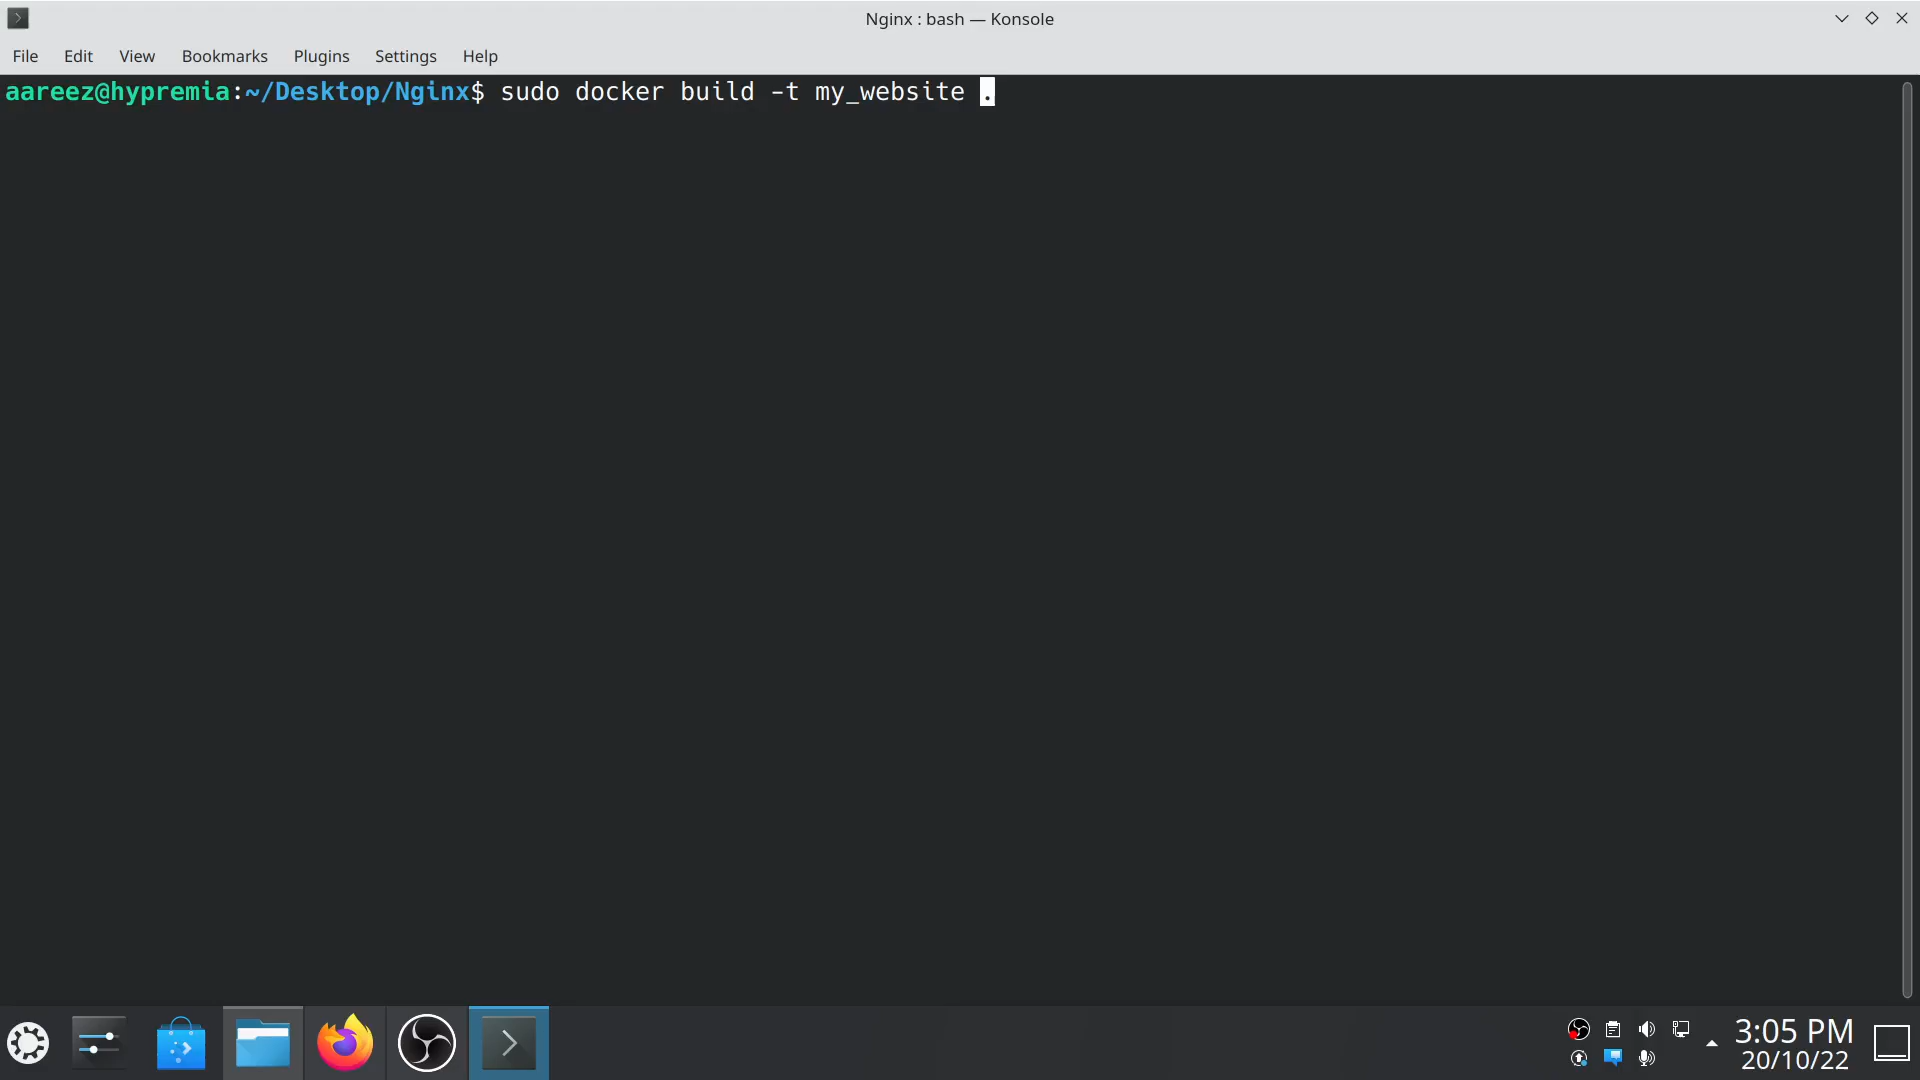 Nginx : bash — Konsole
File Edit View Bookmarks Plugins Settings Help
aareez@hypremia:~/Desktop/Nginx$ sudo docker build -t my_website .
3:05 PM
20/10/22